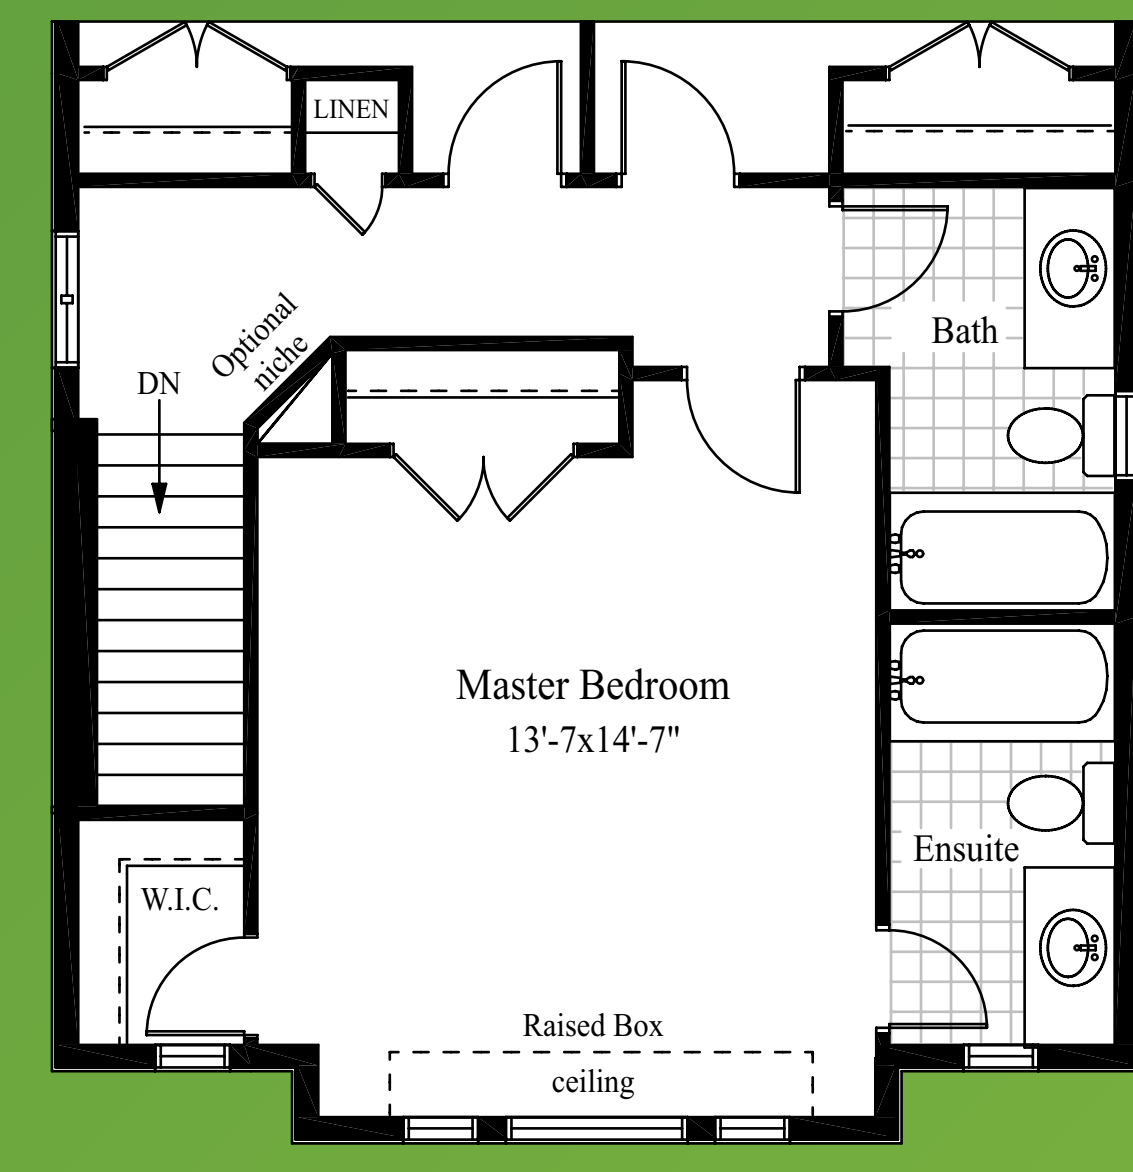 LINEN
Optional
niche
DN
Bath
Master Bedroom
13'-7x14'-7"
Ensuite
W.I.C.
Raised Box
ceiling